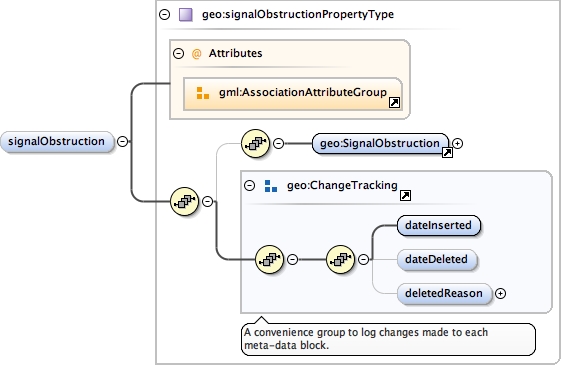 geo:signalObstructionPropertyType
@ Attributes
gml:AssociationAttributeGroup
signalObstruction
geo:SignalObstruction
geo:ChangeTracking
dateInserted
dateDeleted
deletedReason
A convenience group to log changes made to each
meta-data block.